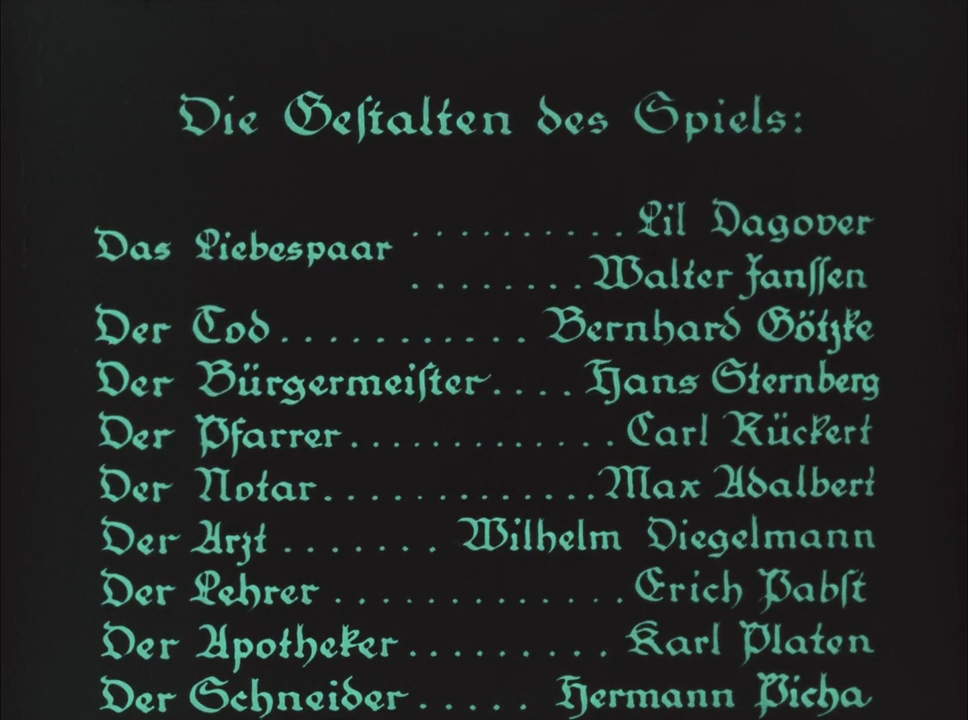 Die Gestalten des Spiels:
Das Liebespaar .......... Lil Dagover
......... Walter Janssen
Der Tod ............ Bernhard Götzke
Der Bürgermeister.... Hans Sternberg
Der Pfarrer.............. Carl Rückert
Der Notar.............. Max Adalbert
Der Arzt ....... Wilhelm Diegelmann
Der Lehrer ............... Erich Pabst
Der Apotheker .......... Karl Platen
Der Schneider ..... Hermann Picha